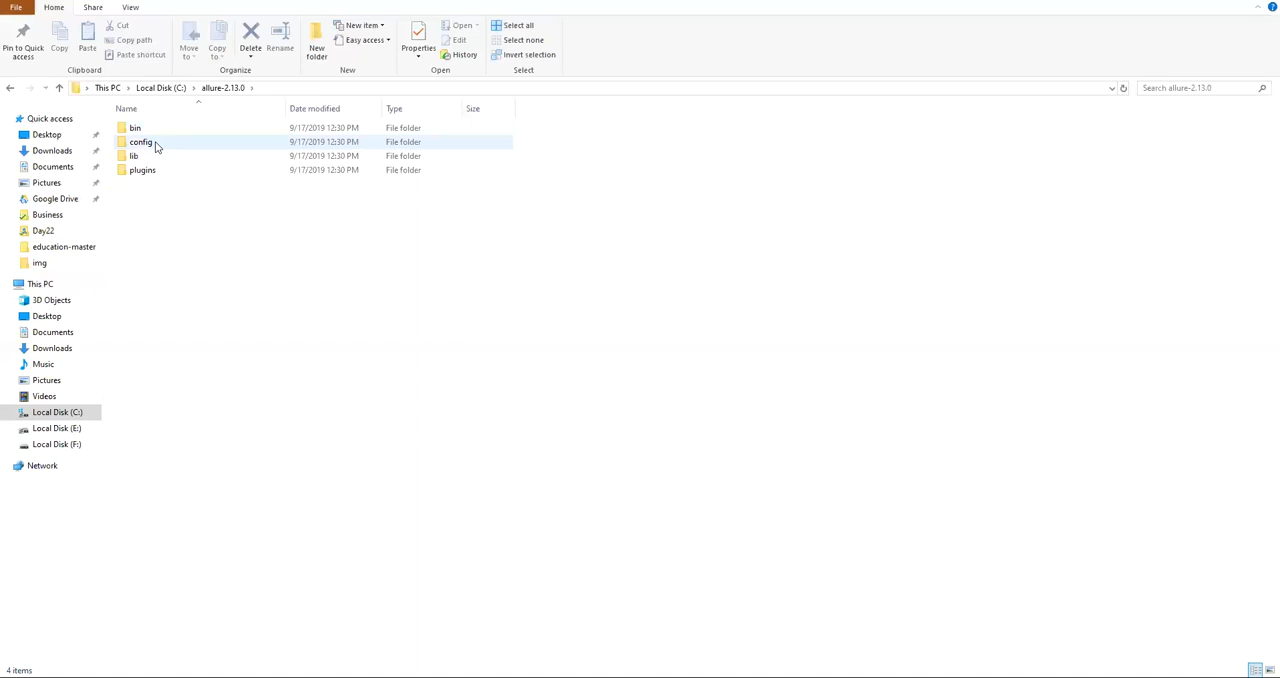 File Home Share View
Pin to Quick access
Copy
Paste
Cut
Copy path
Paste shortcut
Clipboard
Move to
Copy to
Delete
Rename
Organize
New folder
New item
Easy access
New
Properties
Open
Edit
History
Open
Select all
Select none
Invert selection
Select
This PC > Local Disk (C:) > allure-2.13.0 >
Search allure-2.13.0
Name Date modified Type Size
bin 9/17/2019 12:30 PM File folder
config 9/17/2019 12:30 PM File folder
lib 9/17/2019 12:30 PM File folder
plugins 9/17/2019 12:30 PM File folder
Quick access
Desktop
Downloads
Documents
Pictures
Google Drive
Business
Day22
education-master
img
This PC
3D Objects
Desktop
Documents
Downloads
Music
Pictures
Videos
Local Disk (C:)
Local Disk (E:)
Local Disk (F:)
Network
4 items